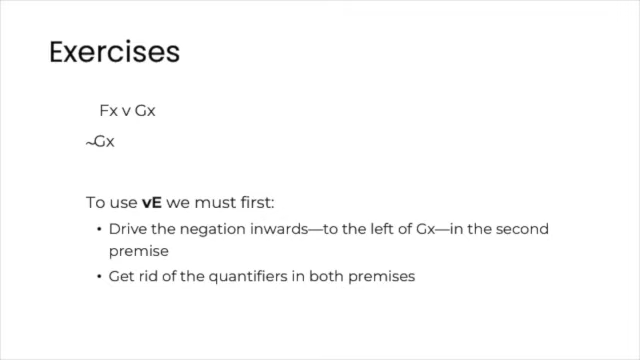 Exercises
Fx v Gx
~Gx
To use vE we must first:
• Drive the negation inwards—to the left of Gx—in the second
premise
• Get rid of the quantifiers in both premises